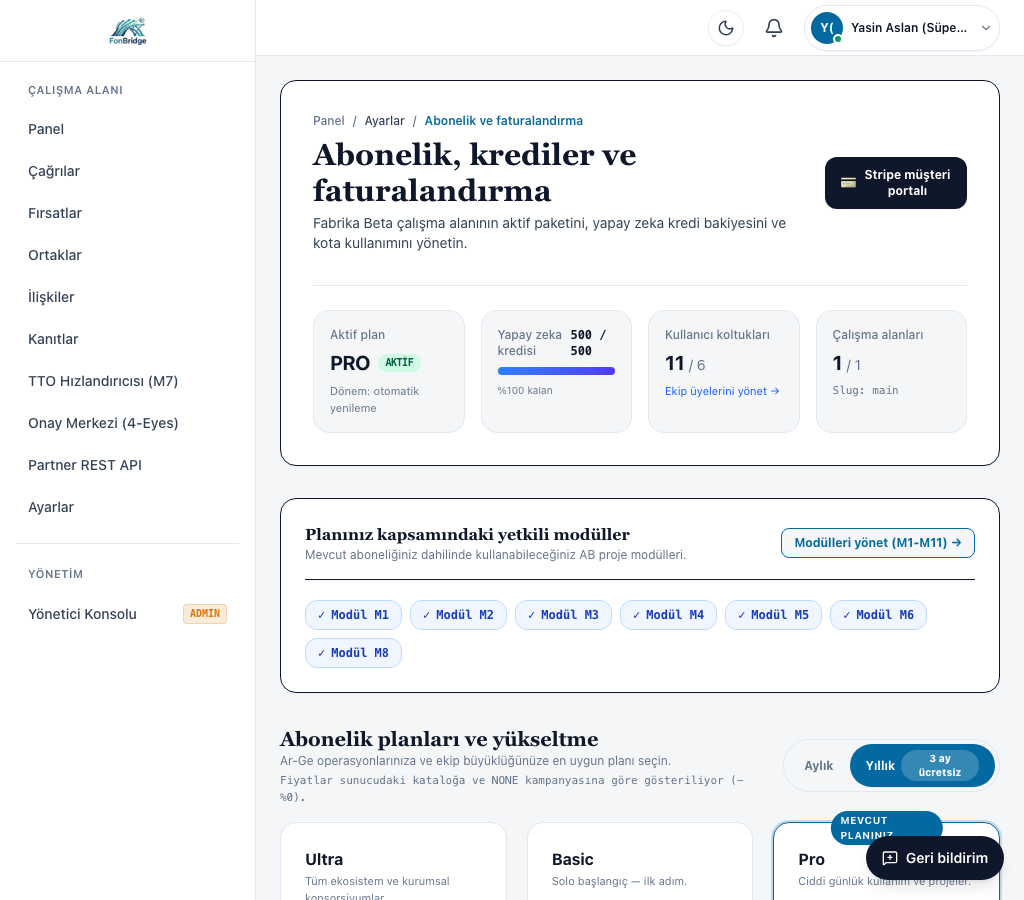 FonBridge
Yasin Aslan (Süpe...
Y(
ÇALIŞMA ALANI
Panel
Çağrılar
Fırsatlar
Ortaklar
İlişkiler
Kanıtlar
TTO Hızlandırıcısı (M7)
Onay Merkezi (4-Eyes)
Partner REST API
Ayarlar
YÖNETİM
Yönetici Konsolu ADMIN
Panel / Ayarlar / Abonelik ve faturalandırma
Abonelik, krediler ve
faturalandırma
Fabrika Beta çalışma alanının aktif paketini, yapay zeka kredi bakiyesini ve
kota kullanımını yönetin.
Stripe müşteri
portalı
Aktif plan
PRO AKTİF
Dönem: otomatik
yenileme
Yapay zeka 500 /
kredisi 500
%100 kalan
Kullanıcı koltukları
11 / 6
Ekip üyelerini yönet →
Çalışma alanları
1 / 1
Slug: main
Planınız kapsamındaki yetkili modüller
Mevcut aboneliğiniz dahilinde kullanabileceğiniz AB proje modülleri.
Modülleri yönet (M1-M11) →
✓ Modül M1 ✓ Modül M2 ✓ Modül M3 ✓ Modül M4 ✓ Modül M5 ✓ Modül M6
✓ Modül M8
Abonelik planları ve yükseltme
Ar-Ge operasyonlarınıza ve ekip büyüklüğünüze en uygun planı seçin.
Fiyatlar sunucudaki kataloğa ve NONE kampanyasına göre gösteriliyor (−
%0).
Aylık Yıllık 3 ay
ücretsiz
Ultra
Tüm ekosistem ve kurumsal
konsorsiyumlar.
Basic
Solo başlangıç — ilk adım.
MEVCUT
PLANINIZ
Pro
Ciddi günlük kullanım ve projeler.
Geri bildirim